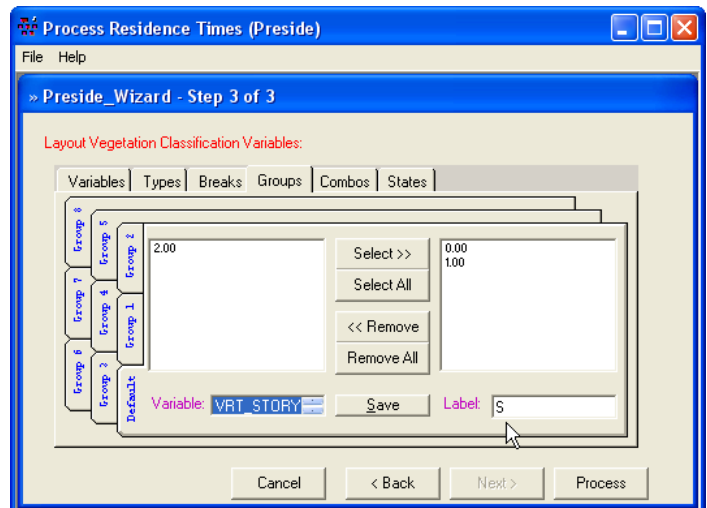 Process Residence Times (Preside)
File Help
» Preside_Wizard - Step 3 of 3
Layout Vegetation Classification Variables:
Variables Types Breaks Groups Combos States
Group 8
Group 7
Group 6
Group 5
Group 4
Group 3
Group 2
Group 1
Default
2.00
Select >>
Select All
<< Remove
Remove All
0.00
1.00
Variable: VRT_STORY
Save
Label: S
Cancel < Back Next > Process